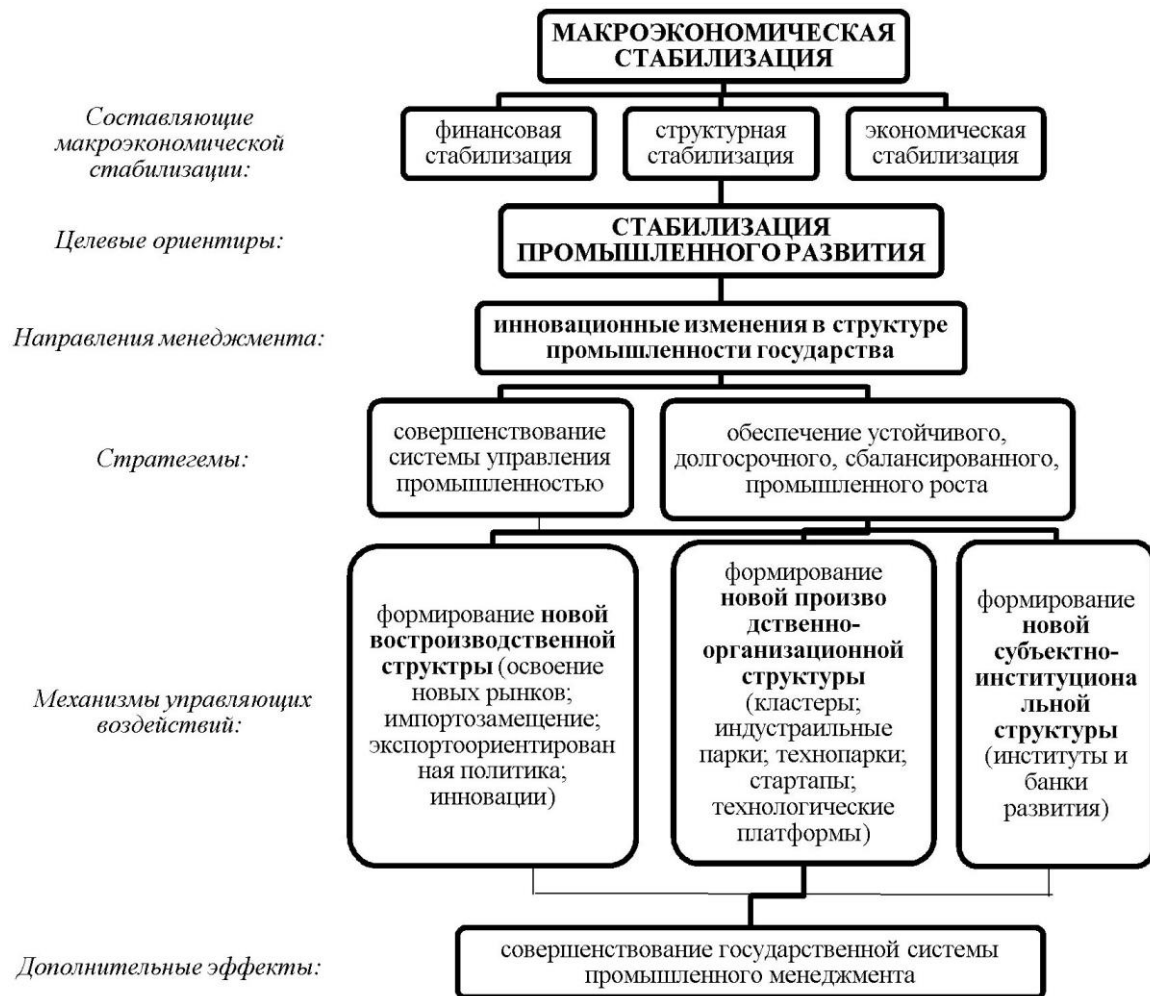 МАКРОЭКОНОМИЧЕСКАЯ
СТАБИЛИЗАЦИЯ
Составляющие
макроэкономической
стабилизации:
финансовая
стабилизация
структурная
стабилизация
экономическая
стабилизация
Целевые ориентиры:
СТАБИЛИЗАЦИЯ
ПРОМЫШЛЕННОГО РАЗВИТИЯ
Направления менеджмента:
инновационные изменения в структуре
промышленности государства
Стратегемы:
совершенствование
системы управления
промышленностью
обеспечение устойчивого,
долгосрочного, сбалансированного,
промышленного роста
Механизмы управляющих
воздействий:
формирование новой
востроизводственной
структры (освоение
новых рынков;
импортозамещение;
экспортоориентирован
ная политика;
инновации)
формирование
новой произво
дственно-
организационной
структуры
(кластеры;
индустраильные
парки; технопарки;
стартапы;
технологические
платформы)
формирование
новой
субъектно-
институциона
льной
структуры
(институты и
банки
развития)
Дополнительные эффекты:
совершенствование государственной системы
промышленного менеджмента